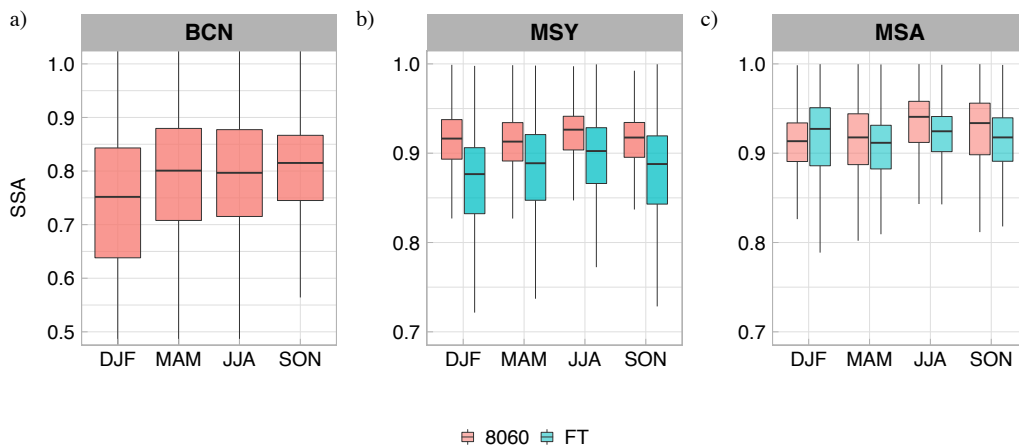 a)
BCN
SSA
1.0
0.9
0.8
0.7
0.6
0.5
DJF MAM JJA SON
b)
MSY
1.0
0.9
0.8
0.7
DJF MAM JJA SON
c)
MSA
1.0
0.9
0.8
0.7
DJF MAM JJA SON
8060 FT